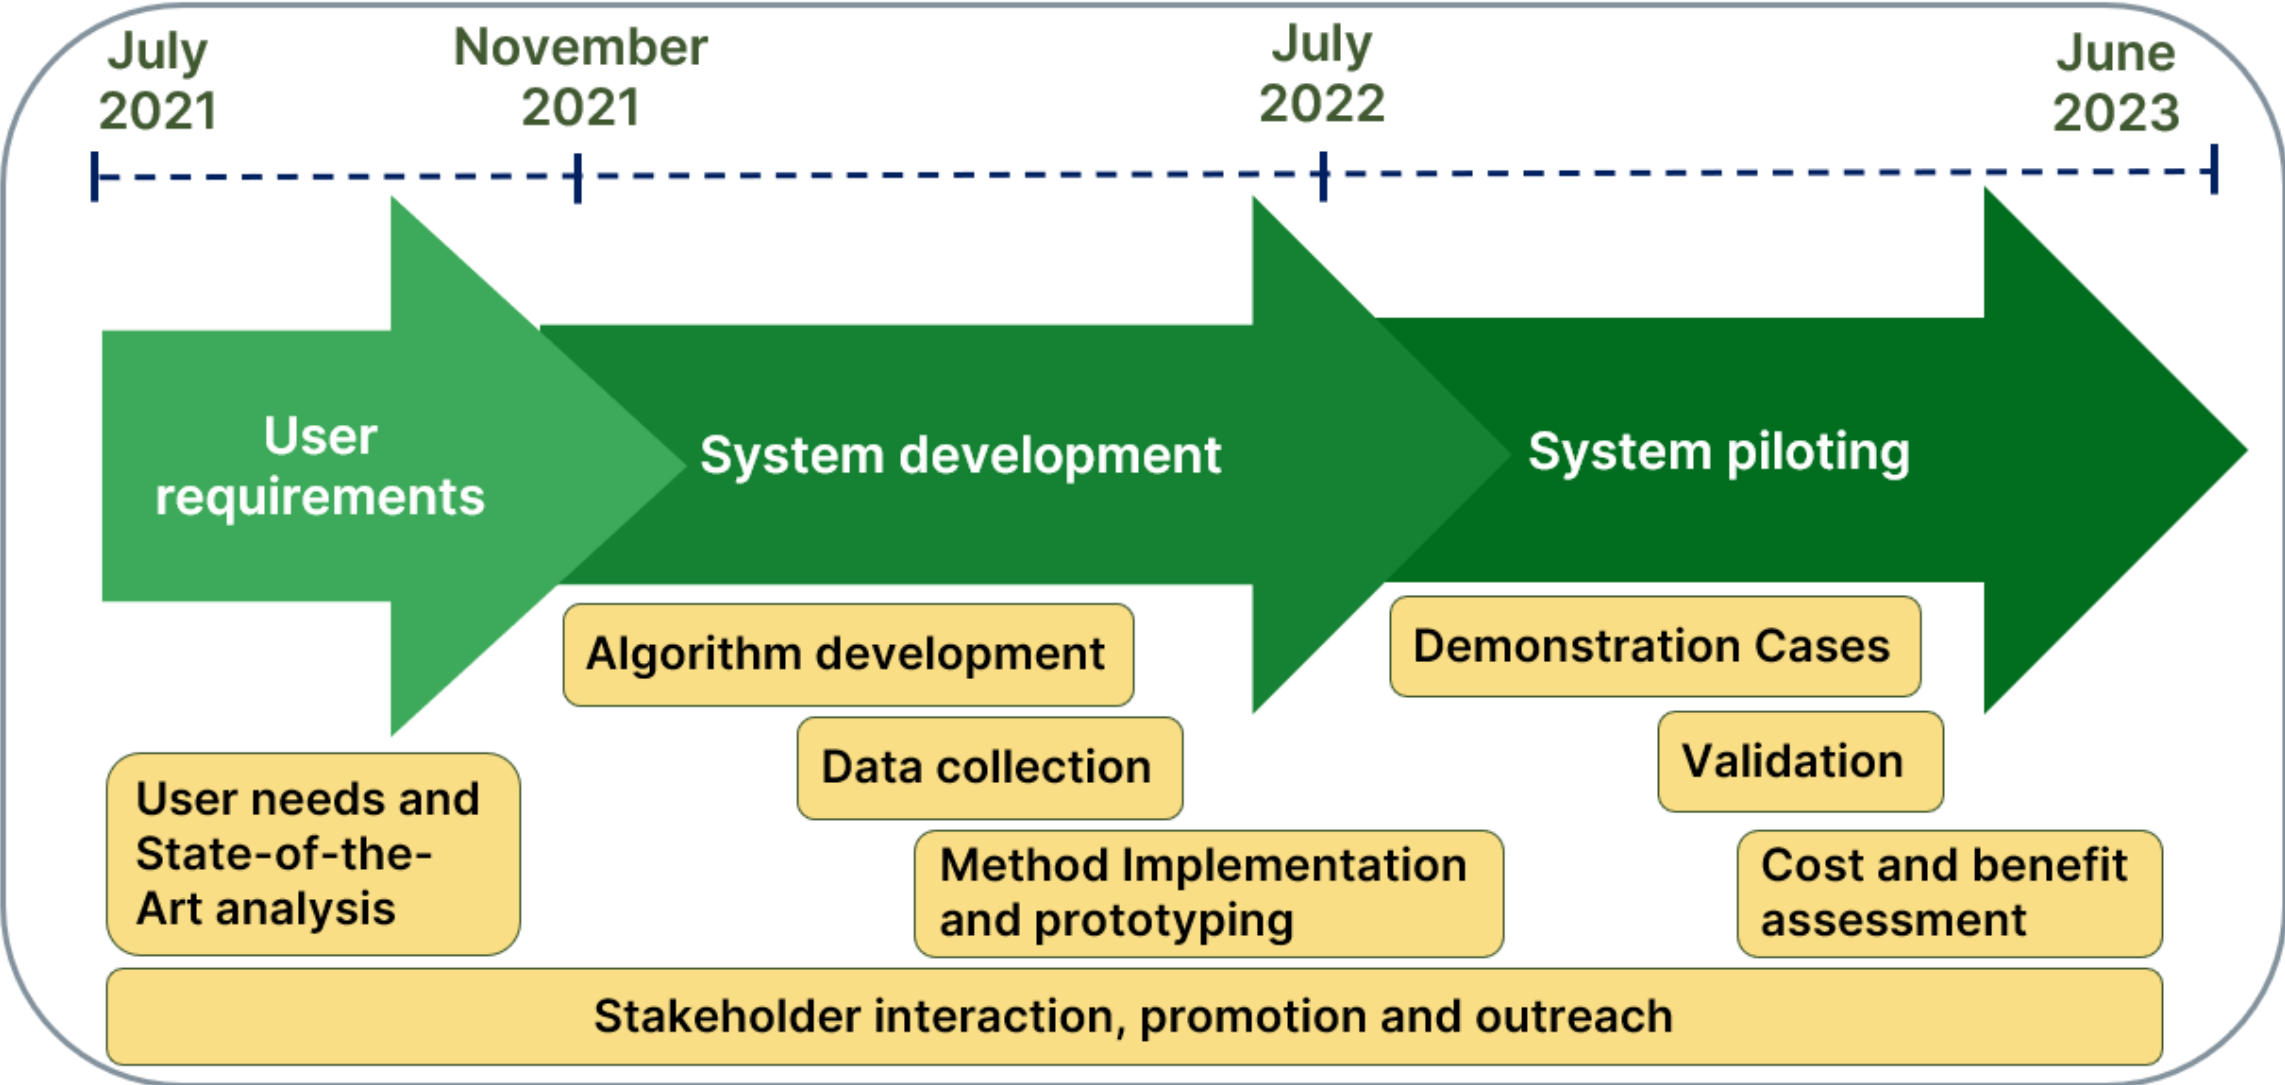 July
2021
November
2021
July
2022
June
2023
User
requirements
System development
System piloting
Algorithm development
Demonstration Cases
Data collection
Validation
User needs and
State-of-the-
Art analysis
Method Implementation
and prototyping
Cost and benefit
assessment
Stakeholder interaction, promotion and outreach